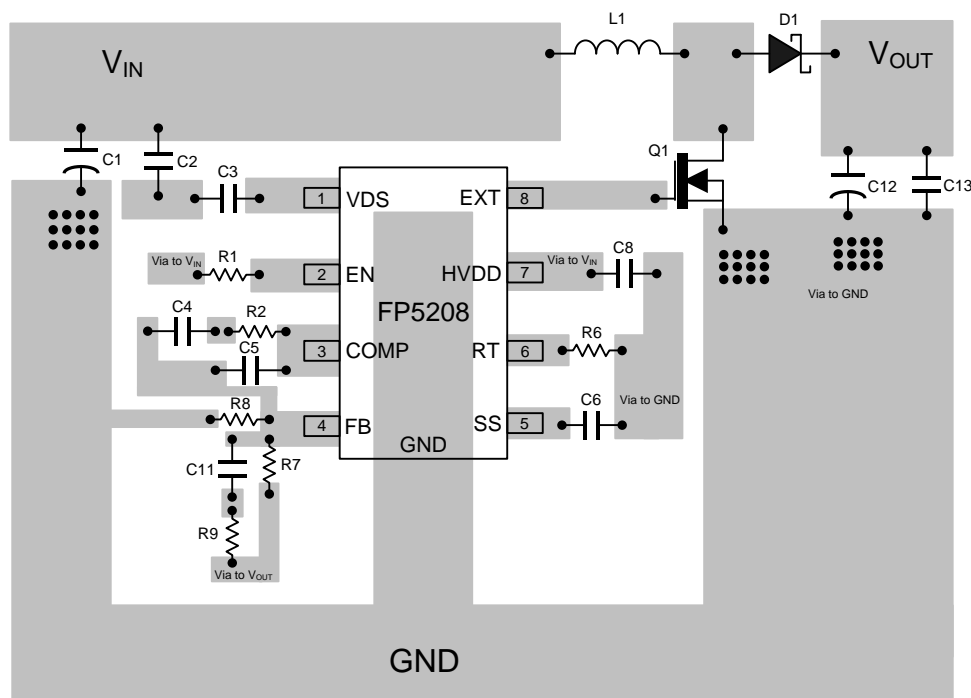 L1
D1
VIN
VOUT
C1
C2
C3
Q1
C12
C13
1
VDS
EXT
8
Via to VIN
R1
2
EN
HVDD
7
Via to VIN
C8
Via to GND
FP5208
C4
R2
C5
3
COMP
RT
6
R6
R8
4
FB
SS
5
C6
Via to GND
GND
C11
R7
R9
Via to VOUT
GND